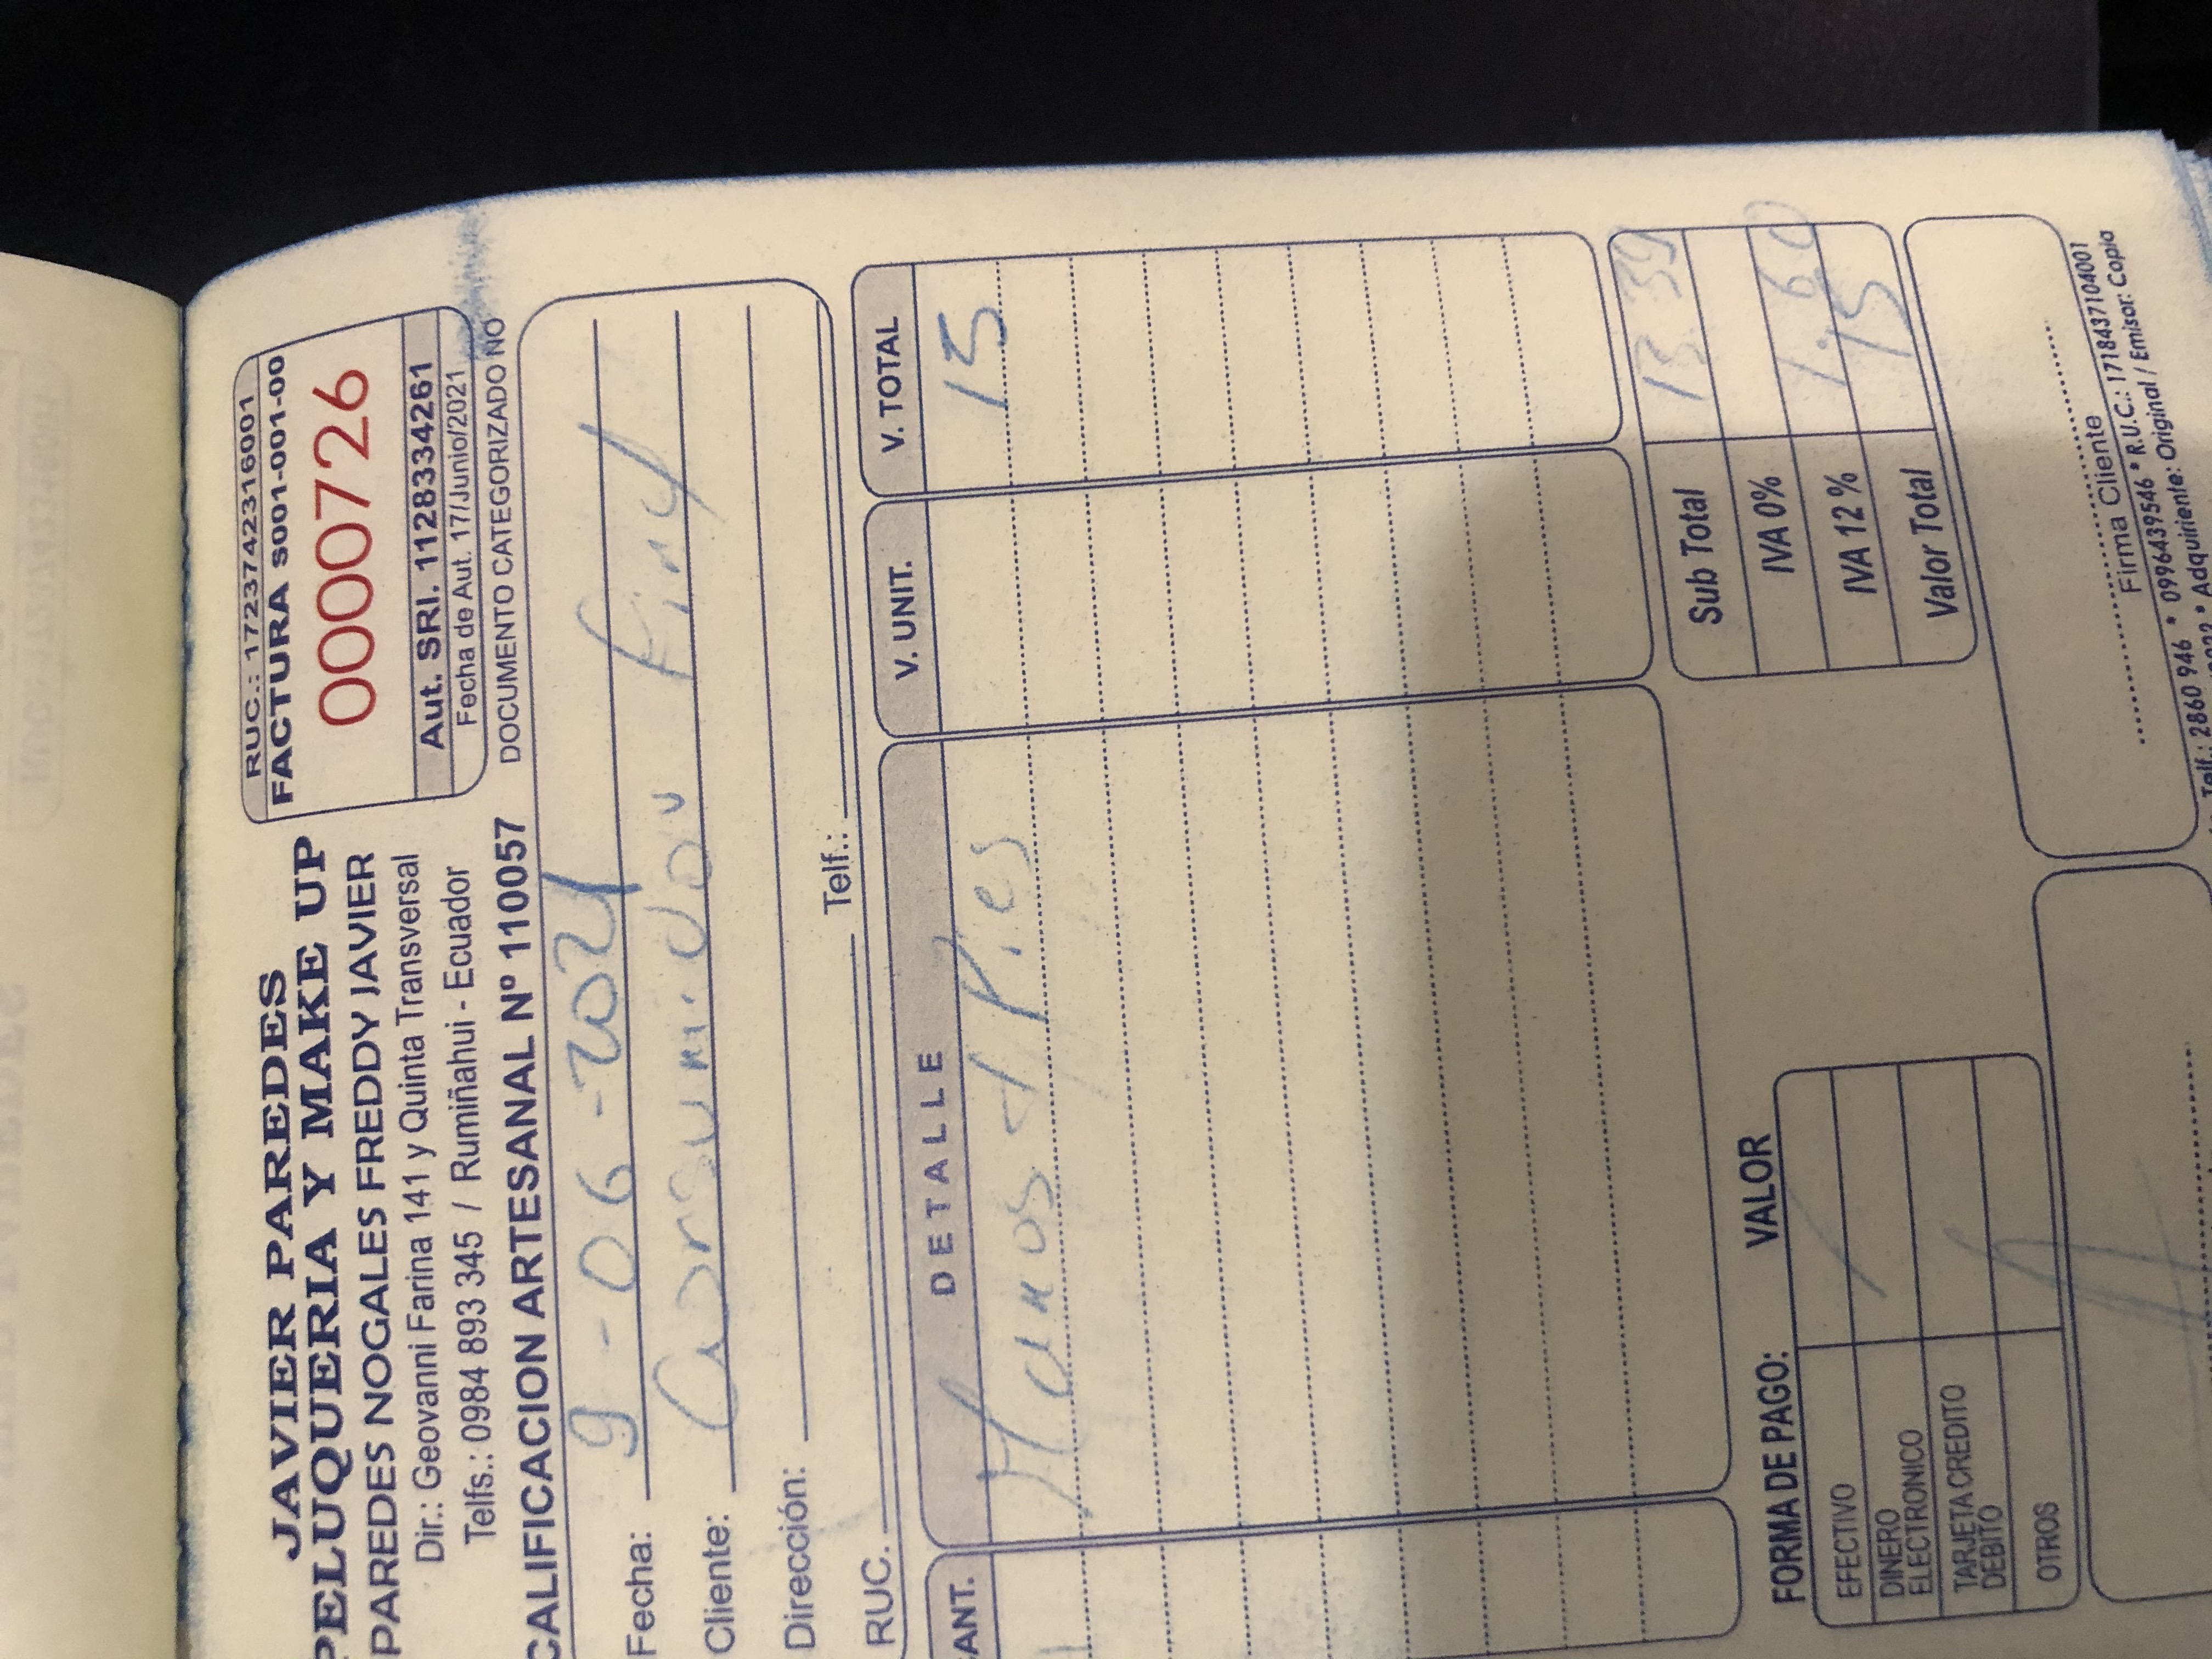 JAVIER PAREDES
PELUQUERIA Y MAKE UP
PAREDES NOGALES FREDDY JAVIER
Dir.: Geovanni Farina 141 y Quinta Transversal
Telfs.: 0984 893 345 / Rumiñahui - Ecuador
CALIFICACION ARTESANAL Nº 110057
RUC.: 1723742316001
FACTURA S001-001-00
0000726
Aut. SRI. 1128334261
Fecha de Aut. 17/Junio/2021
DOCUMENTO CATEGORIZADO NO
Fecha: 9-06-2021
Cliente: Consumidor Final
Dirección:
RUC. Telf.:
CANT. DETALLE V. UNIT. V. TOTAL
1 Manos + Pies 15
Sub Total 13.39
IVA 0%
IVA 12 % 1.60
Valor Total 15
FORMA DE PAGO: VALOR
EFECTIVO
DINERO
ELECTRONICO
TARJETA CREDITO
DEBITO
OTROS
Firma Cliente
Telf.: 2860 946 * 0996439546 * R.U.C.: 1718437104001
* Adquiriente: Original / Emisor: Copia